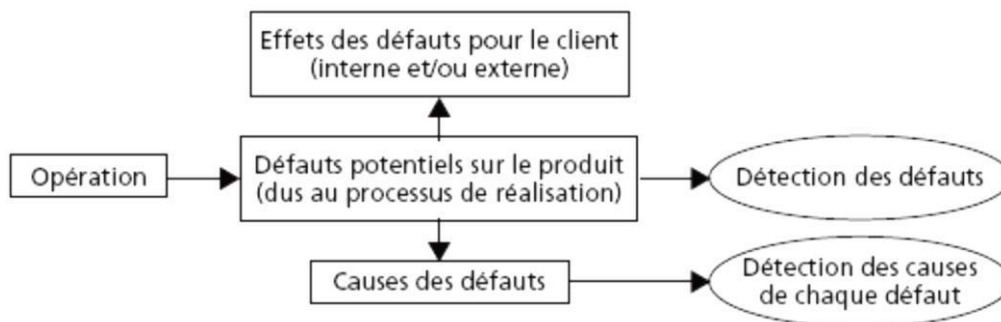 Effets des défauts pour le client
(interne et/ou externe)
Opération
Défauts potentiels sur le produit
(dus au processus de réalisation)
Détection des défauts
Causes des défauts
Détection des causes
de chaque défaut